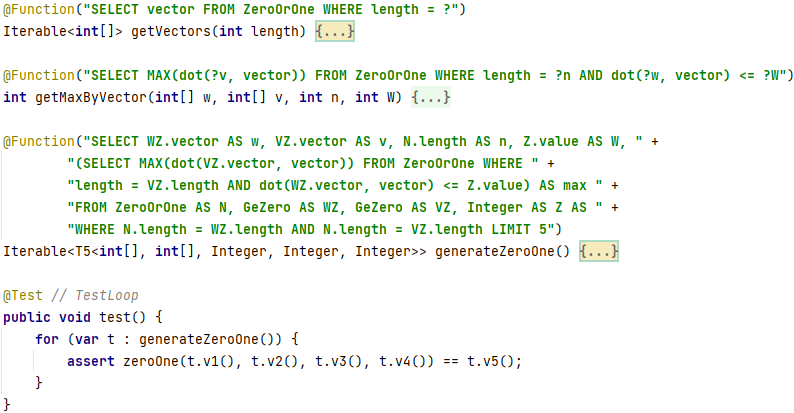 @Function("SELECT vector FROM ZeroOrOne WHERE length = ?")
Iterable<int[]> getVectors(int length) {...}
@Function("SELECT MAX(dot(?v, vector)) FROM ZeroOrOne WHERE length = ?n AND dot(?w, vector) <= ?W")
int getMaxByVector(int[] w, int[] v, int n, int W) {...}
@Function("SELECT WZ.vector AS w, VZ.vector AS v, N.length AS n, Z.value AS W, " +
"(SELECT MAX(dot(VZ.vector, vector)) FROM ZeroOrOne WHERE " +
"length = VZ.length AND dot(WZ.vector, vector) <= Z.value) AS max " +
"FROM ZeroOrOne AS N, GeZero AS WZ, GeZero AS VZ, Integer AS Z AS " +
"WHERE N.length = WZ.length AND N.length = VZ.length LIMIT 5")
Iterable<T5<int[], int[], Integer, Integer, Integer>> generateZeroOne() {...}
@Test // TestLoop
public void test() {
for (var t : generateZeroOne()) {
assert zeroOne(t.v1(), t.v2(), t.v3(), t.v4()) == t.v5();
}
}